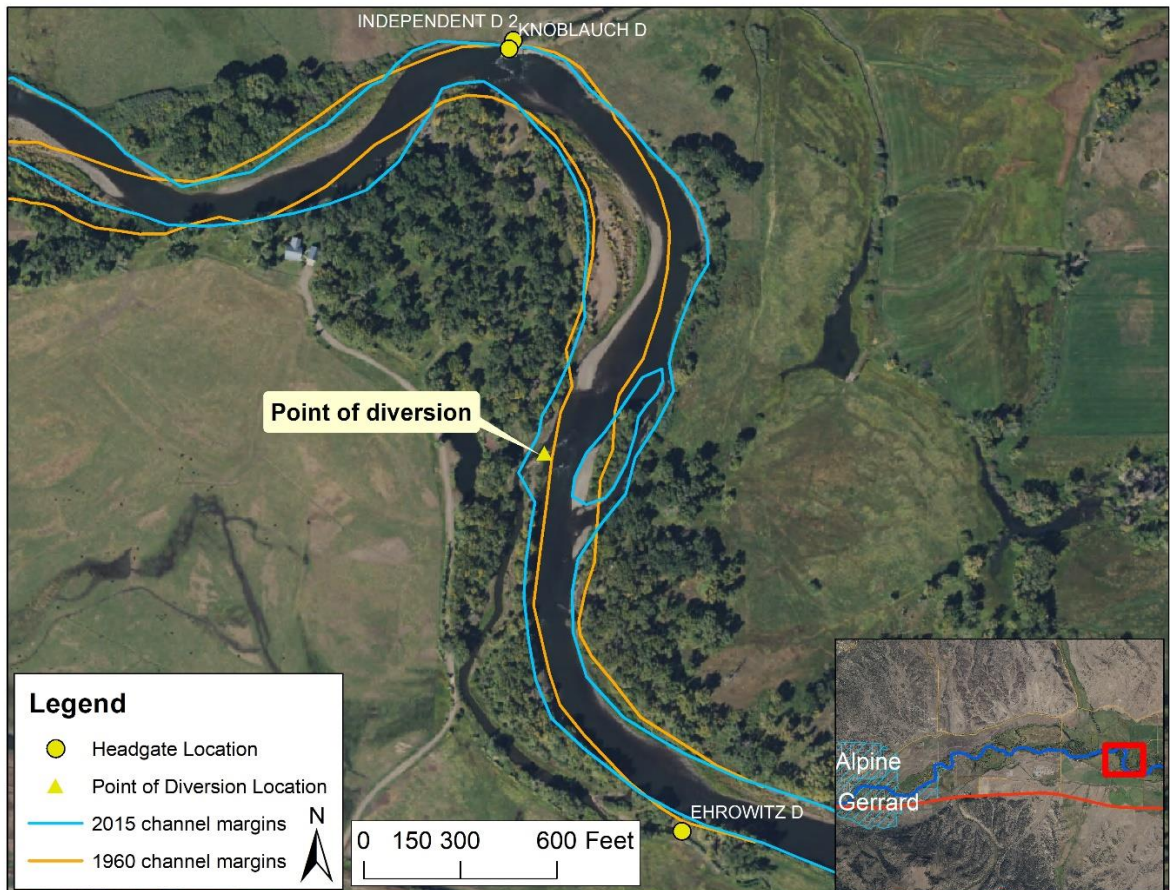 INDEPENDENT D 2
KNOBLAUCH D
Point of diversion
EHROWITZ D
Legend
Headgate Location
Point of Diversion Location
2015 channel margins
1960 channel margins
N
0 150 300 600 Feet
Alpine
Gerrard